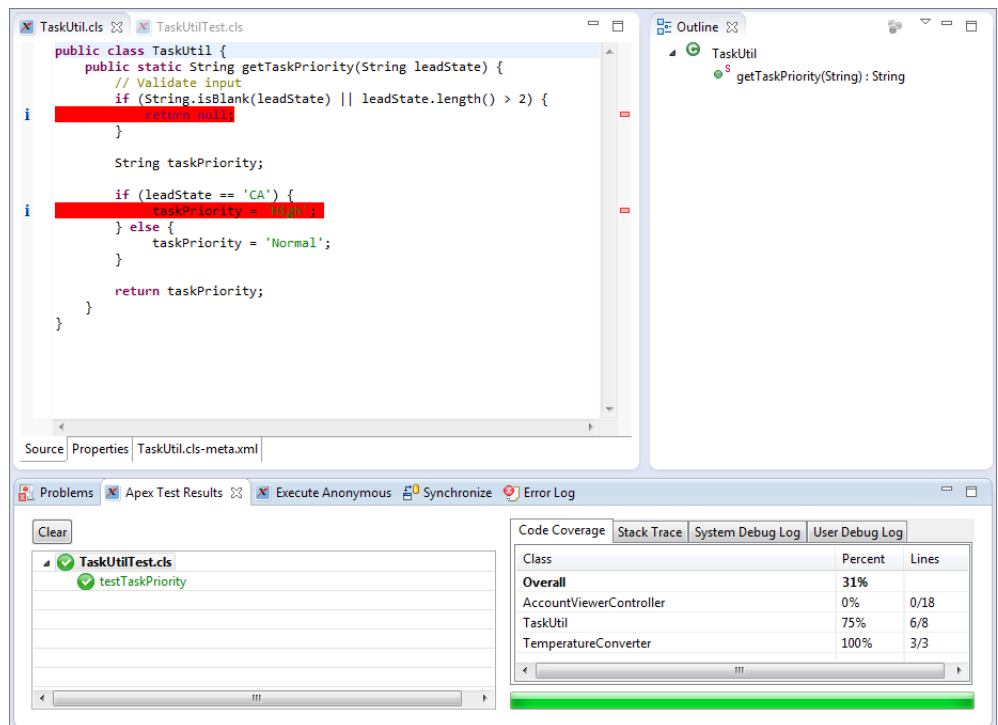 TaskUtil.cls
TaskUtilTest.cls
public class TaskUtil {
public static String getTaskPriority(String leadState) {
// Validate input
if (String.isBlank(leadState) || leadState.length() > 2) {
return null;
}
String taskPriority;
if (leadState == 'CA') {
taskPriority = 'High';
} else {
taskPriority = 'Normal';
}
return taskPriority;
}
}
Source Properties TaskUtil.cls-meta.xml
Outline
TaskUtil
S getTaskPriority(String) : String
Problems Apex Test Results Execute Anonymous Synchronize Error Log
Clear
TaskUtilTest.cls
testTaskPriority
Code Coverage Stack Trace System Debug Log User Debug Log
Class Percent Lines
Overall 31%
AccountViewerController 0% 0/18
TaskUtil 75% 6/8
TemperatureConverter 100% 3/3